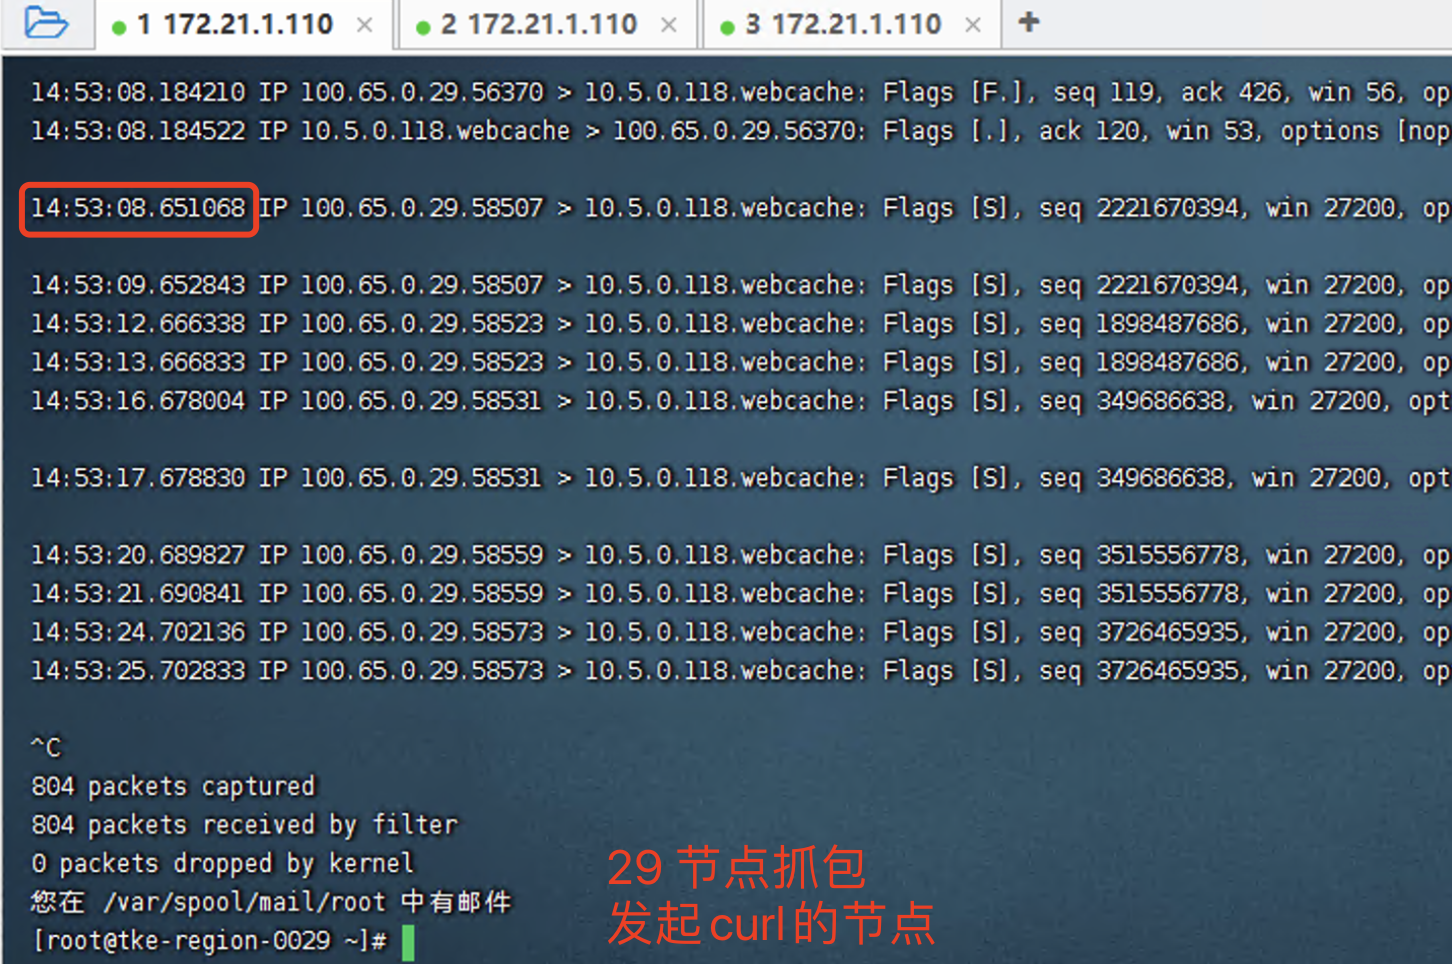 1 172.21.1.110 × 2 172.21.1.110 × 3 172.21.1.110 × +
14:53:08.184210 IP 100.65.0.29.56370 > 10.5.0.118.webcache: Flags [F.], seq 119, ack 426, win 56, op
14:53:08.184522 IP 10.5.0.118.webcache > 100.65.0.29.56370: Flags [.], ack 120, win 53, options [nop
14:53:08.651068 IP 100.65.0.29.58507 > 10.5.0.118.webcache: Flags [S], seq 2221670394, win 27200, op
14:53:09.652843 IP 100.65.0.29.58507 > 10.5.0.118.webcache: Flags [S], seq 2221670394, win 27200, op
14:53:12.666338 IP 100.65.0.29.58523 > 10.5.0.118.webcache: Flags [S], seq 1898487686, win 27200, op
14:53:13.666833 IP 100.65.0.29.58523 > 10.5.0.118.webcache: Flags [S], seq 1898487686, win 27200, op
14:53:16.678004 IP 100.65.0.29.58531 > 10.5.0.118.webcache: Flags [S], seq 349686638, win 27200, opt
14:53:17.678830 IP 100.65.0.29.58531 > 10.5.0.118.webcache: Flags [S], seq 349686638, win 27200, opt
14:53:20.689827 IP 100.65.0.29.58559 > 10.5.0.118.webcache: Flags [S], seq 3515556778, win 27200, op
14:53:21.690841 IP 100.65.0.29.58559 > 10.5.0.118.webcache: Flags [S], seq 3515556778, win 27200, op
14:53:24.702136 IP 100.65.0.29.58573 > 10.5.0.118.webcache: Flags [S], seq 3726465935, win 27200, op
14:53:25.702833 IP 100.65.0.29.58573 > 10.5.0.118.webcache: Flags [S], seq 3726465935, win 27200, op
^C
804 packets captured
804 packets received by filter
0 packets dropped by kernel
您在 /var/spool/mail/root 中有邮件
[root@tke-region-0029 ~]#
29 节点抓包
发起curl的节点